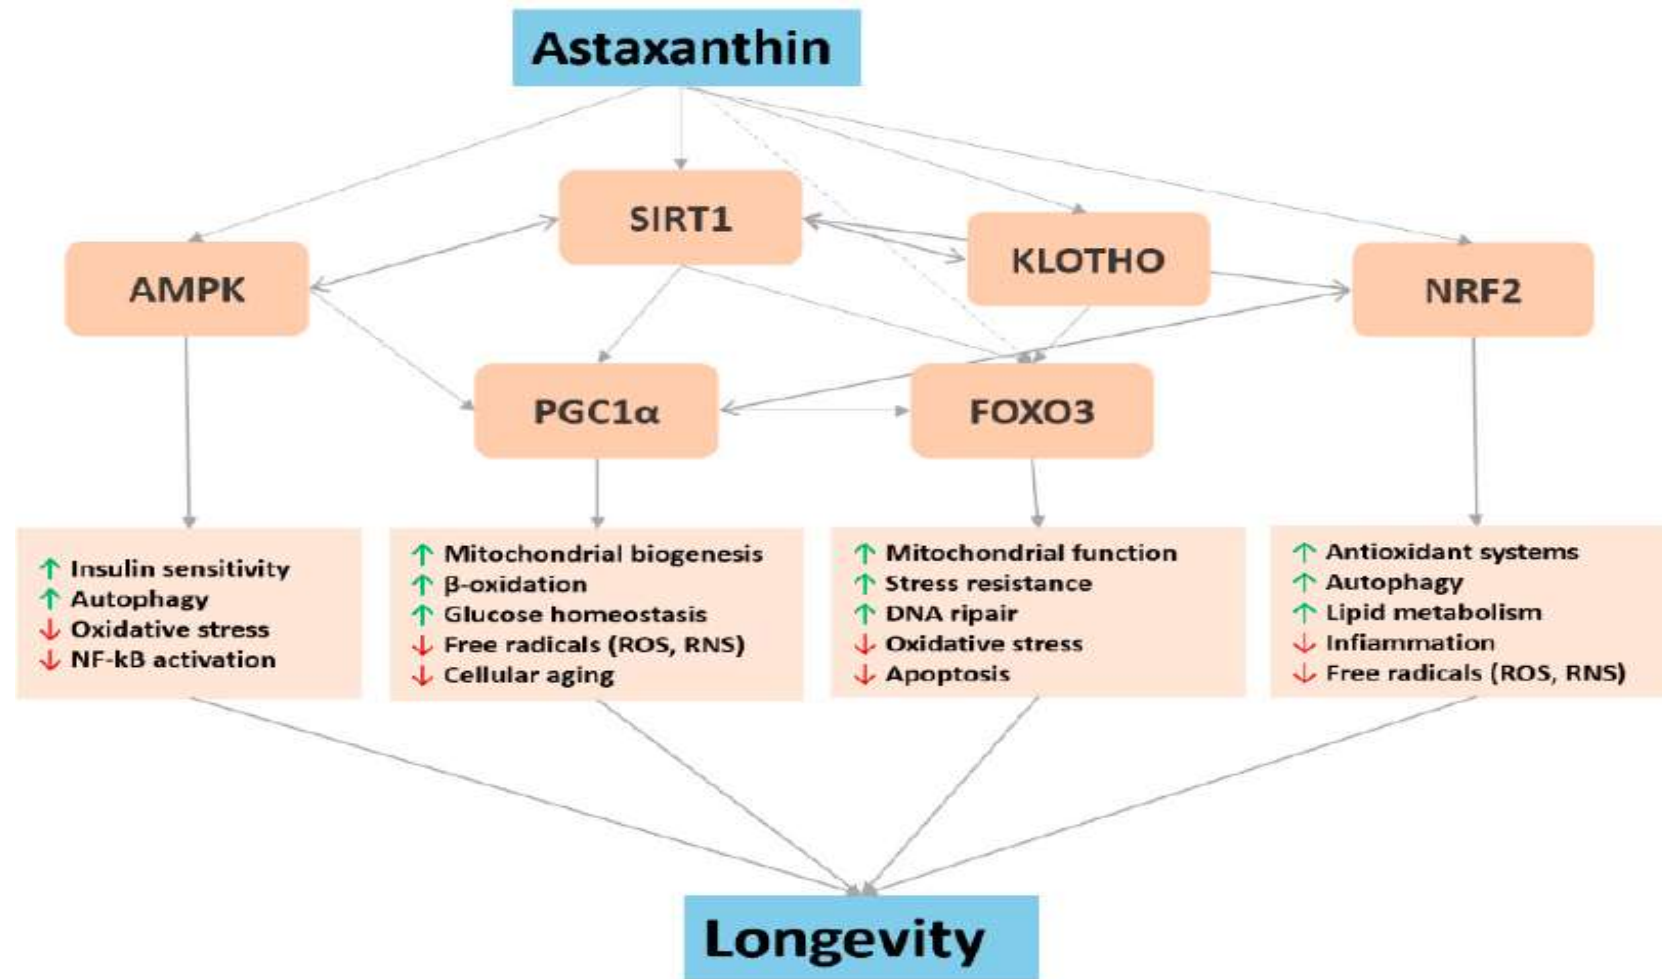 Astaxanthin
SIRT1
KLOTHO
AMPK
NRF2
PGC1α
FOXO3
↑ Insulin sensitivity
↑ Autophagy
↓ Oxidative stress
↓ NF-kB activation
↑ Mitochondrial biogenesis
↑ β-oxidation
↑ Glucose homeostasis
↓ Free radicals (ROS, RNS)
↓ Cellular aging
↑ Mitochondrial function
↑ Stress resistance
↑ DNA ripair
↓ Oxidative stress
↓ Apoptosis
↑ Antioxidant systems
↑ Autophagy
↑ Lipid metabolism
↓ Infiammation
↓ Free radicals (ROS, RNS)
Longevity